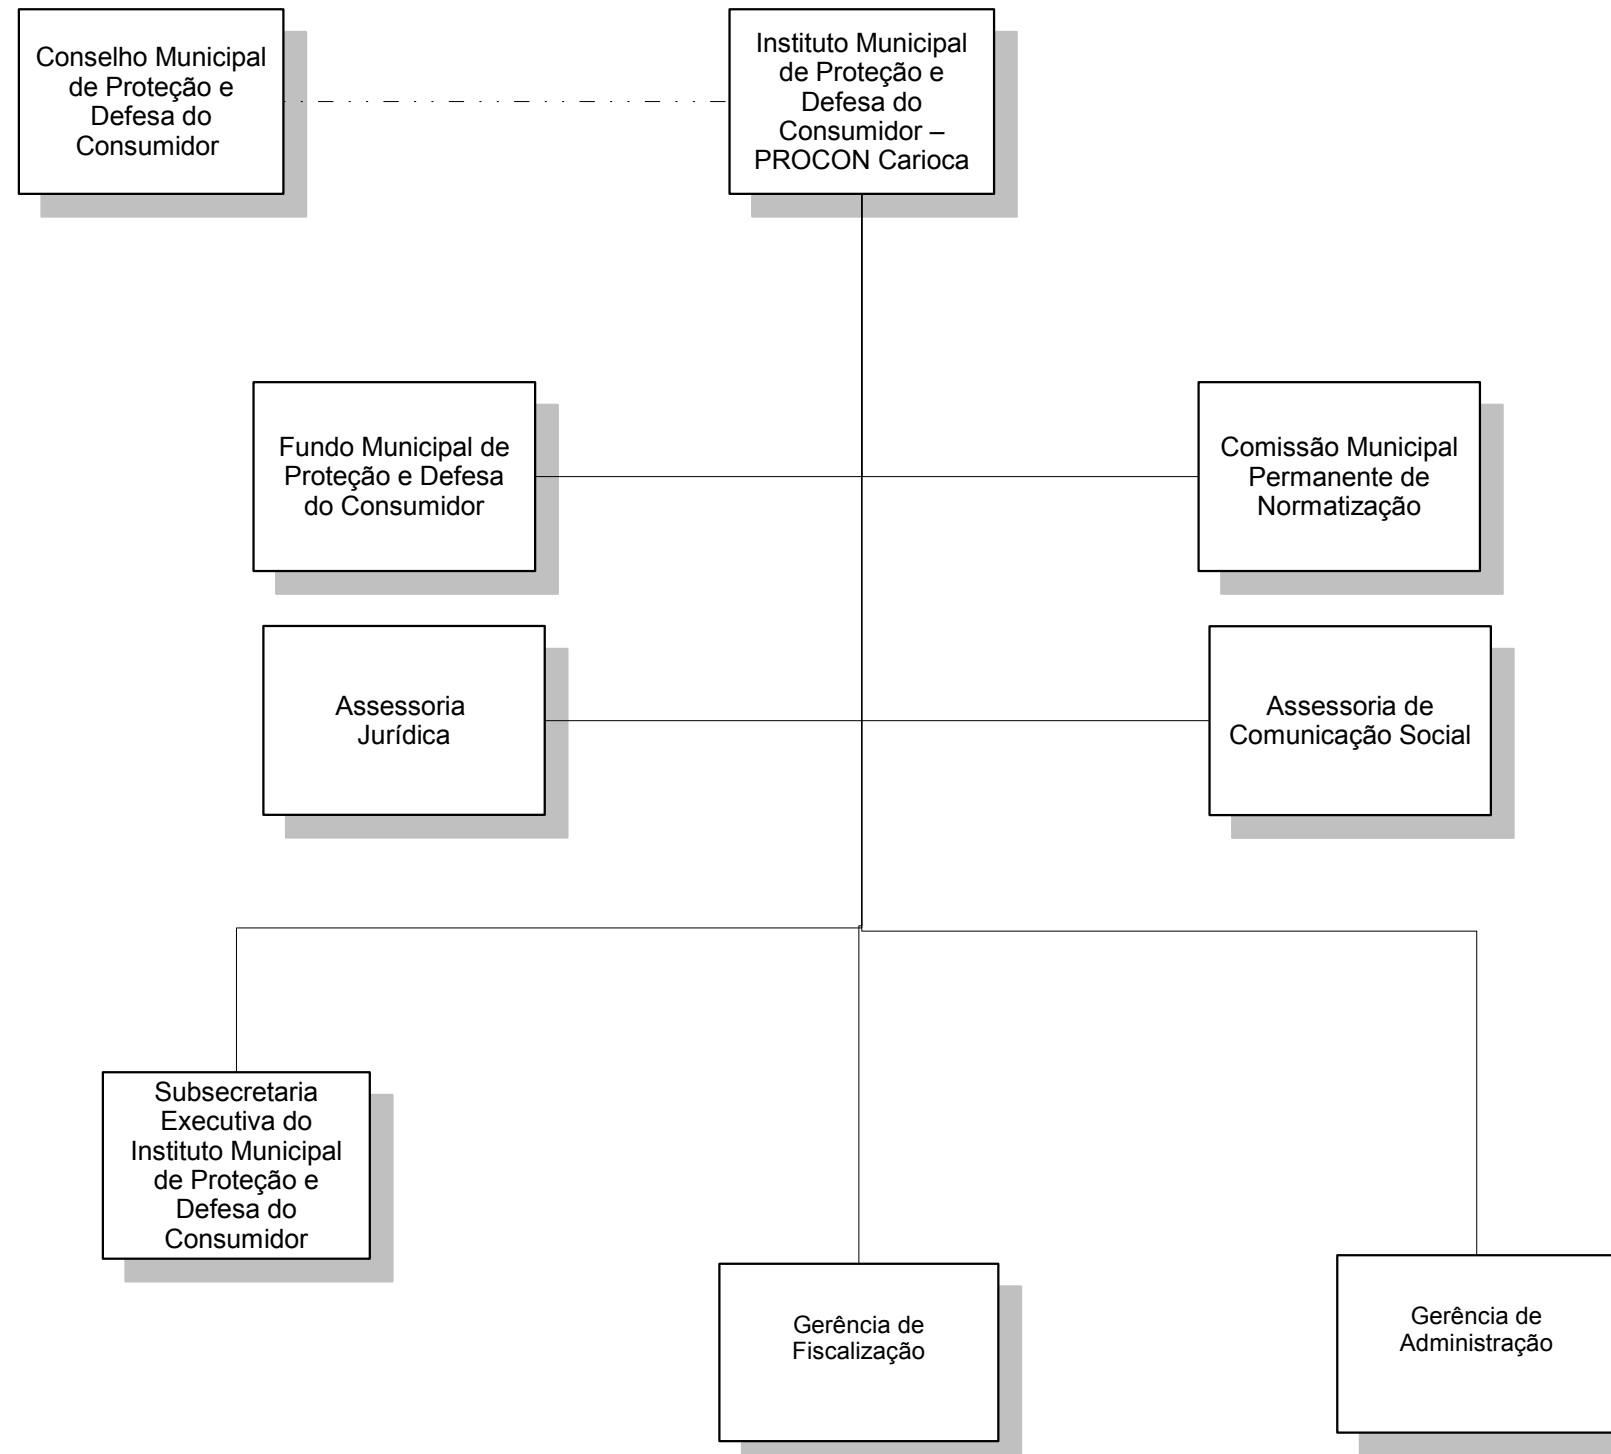 Conselho Municipal
de Proteção e
Defesa do
Consumidor
Instituto Municipal
de Proteção e
Defesa do
Consumidor –
PROCON Carioca
Fundo Municipal de
Proteção e Defesa
do Consumidor
Comissão Municipal
Permanente de
Normatização
Assessoria
Jurídica
Assessoria de
Comunicação Social
Subsecretaria
Executiva do
Instituto Municipal
de Proteção e
Defesa do
Consumidor
Gerência de
Fiscalização
Gerência de
Administração